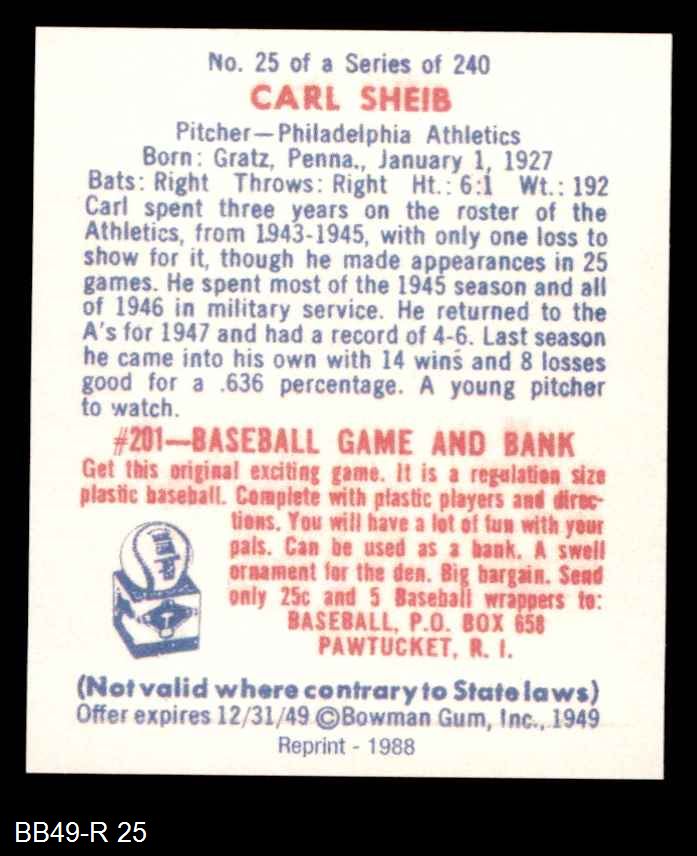 No. 25 of a Series of 240
CARL SHEIB
Pitcher—Philadelphia Athletics
Born: Gratz, Penna., January 1, 1927
Bats: Right Throws: Right Ht.: 6:1 Wt.: 192
Carl spent three years on the roster of the
Athletics, from 1943-1945, with only one loss to
show for it, though he made appearances in 25
games. He spent most of the 1945 season and all
of 1946 in military service. He returned to the
A's for 1947 and had a record of 4-6. Last season
he came into his own with 14 wins and 8 losses
good for a .636 percentage. A young pitcher
to watch.
#201—BASEBALL GAME AND BANK
Get this original exciting game. It is a regulation size
plastic baseball. Complete with plastic players and direc-
tions. You will have a lot of fun with your
pals. Can be used as a bank. A swell
ornament for the den. Big bargain. Send
only 25c and 5 Baseball wrappers to:
BASEBALL, P.O. BOX 658
PAWTUCKET, R. I.
(Not valid where contrary to State laws)
Offer expires 12/31/49 ©Bowman Gum, Inc., 1949
Reprint - 1988
BB49-R 25